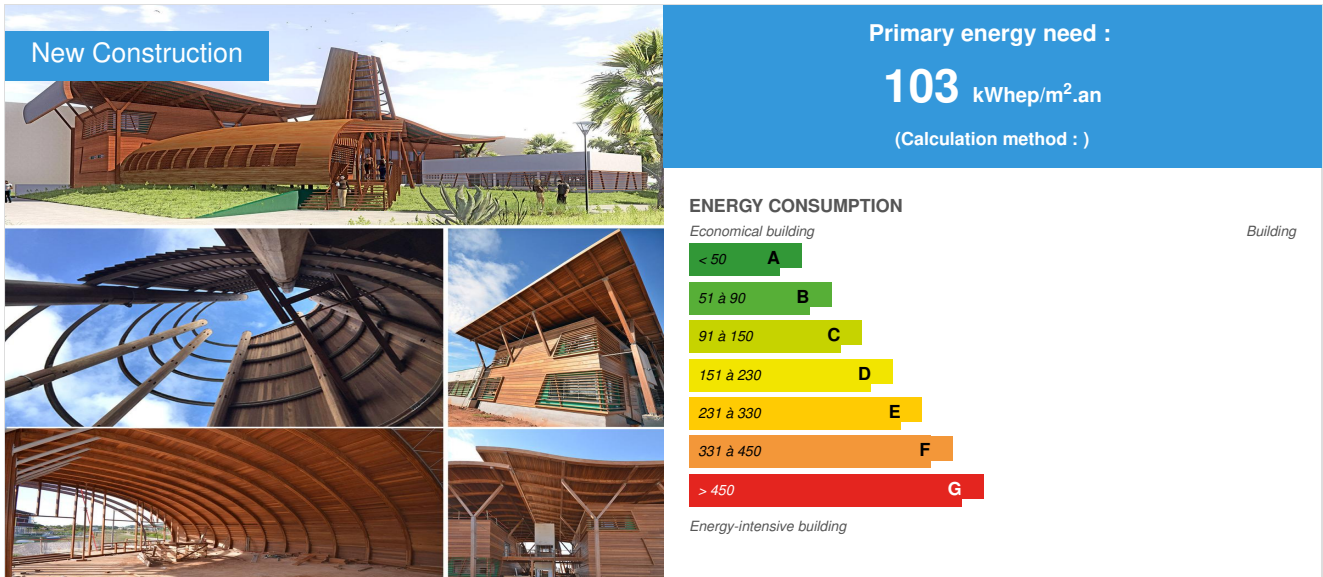 New Construction
Primary energy need :
103 kWhep/m².an
(Calculation method : )
ENERGY CONSUMPTION
Economical building
Building
< 50 A
51 à 90 B
91 à 150 C
151 à 230 D
231 à 330 E
331 à 450 F
> 450 G
Energy-intensive building